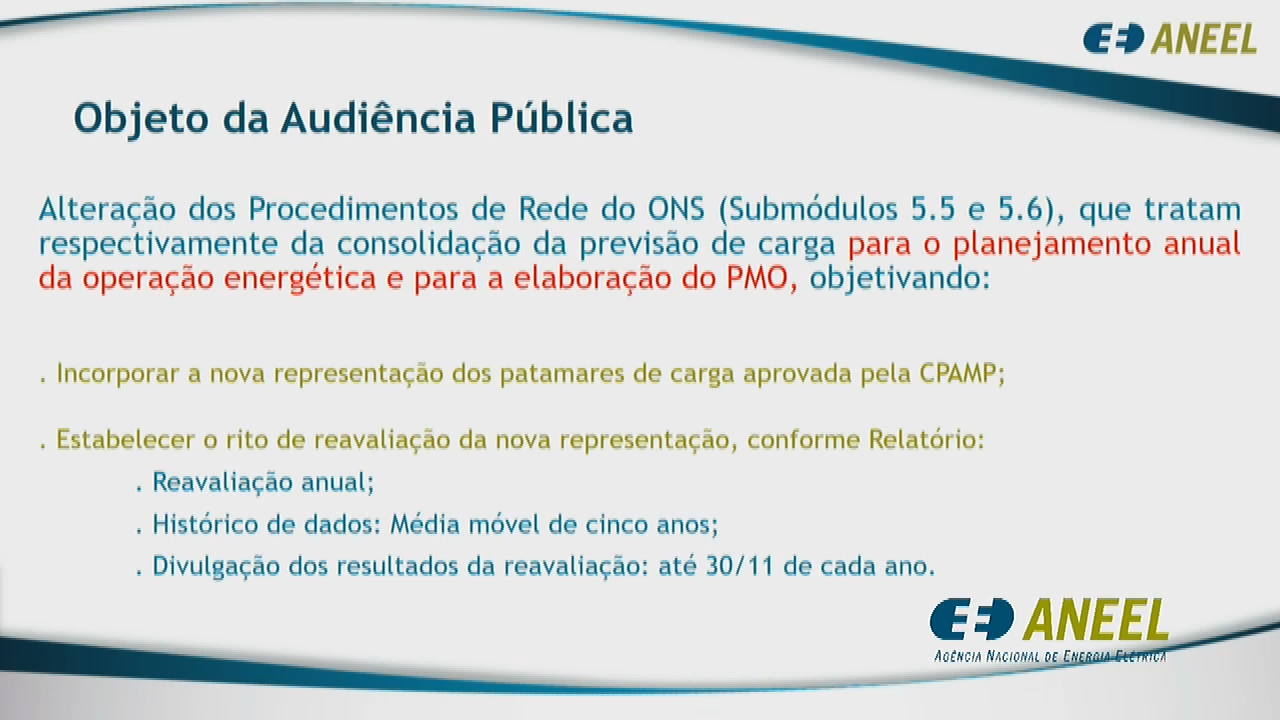 ANEEL
Objeto da Audiência Pública
Alteração dos Procedimentos de Rede do ONS (Submódulos 5.5 e 5.6), que tratam
respectivamente da consolidação da previsão de carga para o planejamento anual
da operação energética e para a elaboração do PMO, objetivando:
. Incorporar a nova representação dos patamares de carga aprovada pela CPAMP;
. Estabelecer o rito de reavaliação da nova representação, conforme Relatório:
. Reavaliação anual;
. Histórico de dados: Média móvel de cinco anos;
. Divulgação dos resultados da reavaliação: até 30/11 de cada ano.
ANEEL
AGÊNCIA NACIONAL DE ENERGIA ELÉTRICA